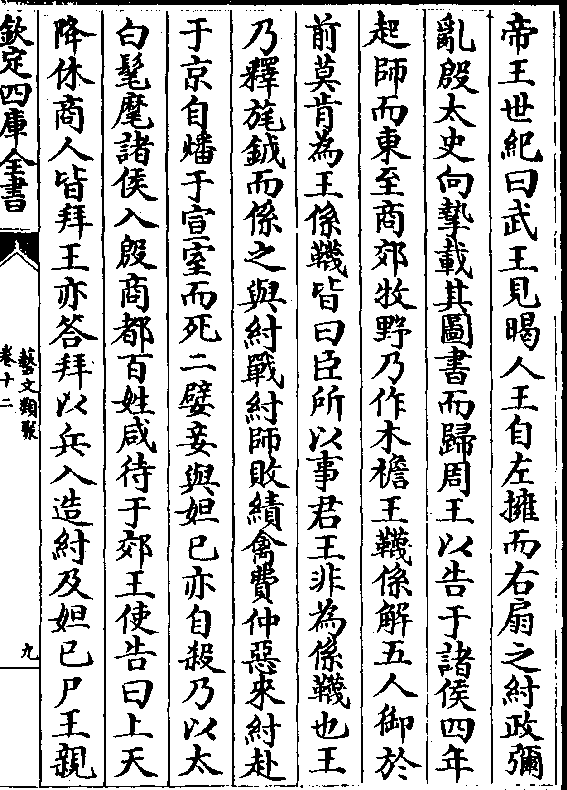 帝王世紀曰武王見暍人王自左擁而右扇之紂政彌
亂殷太史向摯載其圖書而歸周王以告于諸侯四年
起師而東至商郊牧野乃作木檐王韈係解五人御於
前莫肯為王係韈皆曰臣所以事君王非為係韈也王
乃釋旄鉞而係之與紂戰紂師敗績禽費仲惡來紂赴
于京自燔于宣室而死二嬖妾與妲己亦自殺乃以太
白髦麾諸侯入殷商都百姓咸待于郊王使告曰上天
降休商人皆拜王亦答拜以兵入造紂及妲己尸王親
欽定四庫全書
藝文類聚
卷十二
九